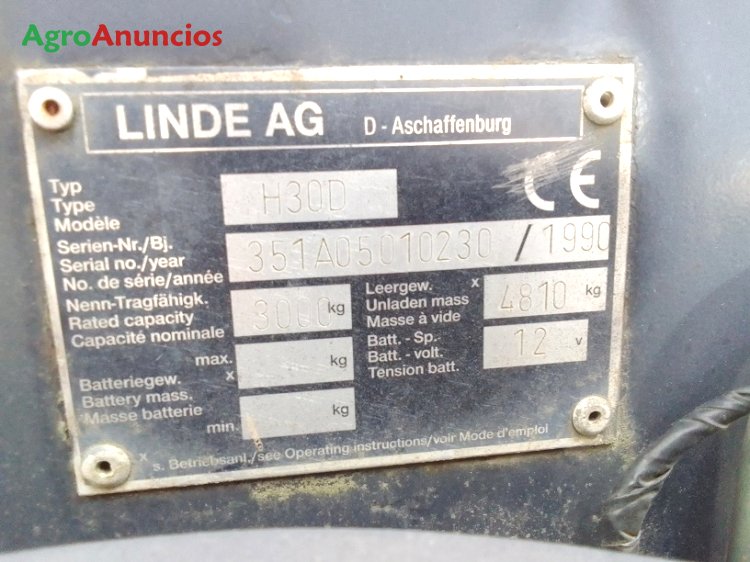 AgroAnuncios
LINDE AG D - Aschaffenburg
CE
Typ
Type
Modèle
H30D
Serien-Nr./Bj.
Serial no./year
No. de série/année
351A05010230 / 1990
Nenn-Tragfähigk.
Rated capacity
Capacité nominale
3000 kg
Leergew. x
Unladen mass
Masse à vide
4810 kg
Batteriegew.
Battery mass.
Masse batterie
max.
x
kg
min.
kg
Batt. - Sp.
Batt. - volt.
Tension batt.
12 v
x
s. Betriebsanl./see Operating instructions/voir Mode d'emploi